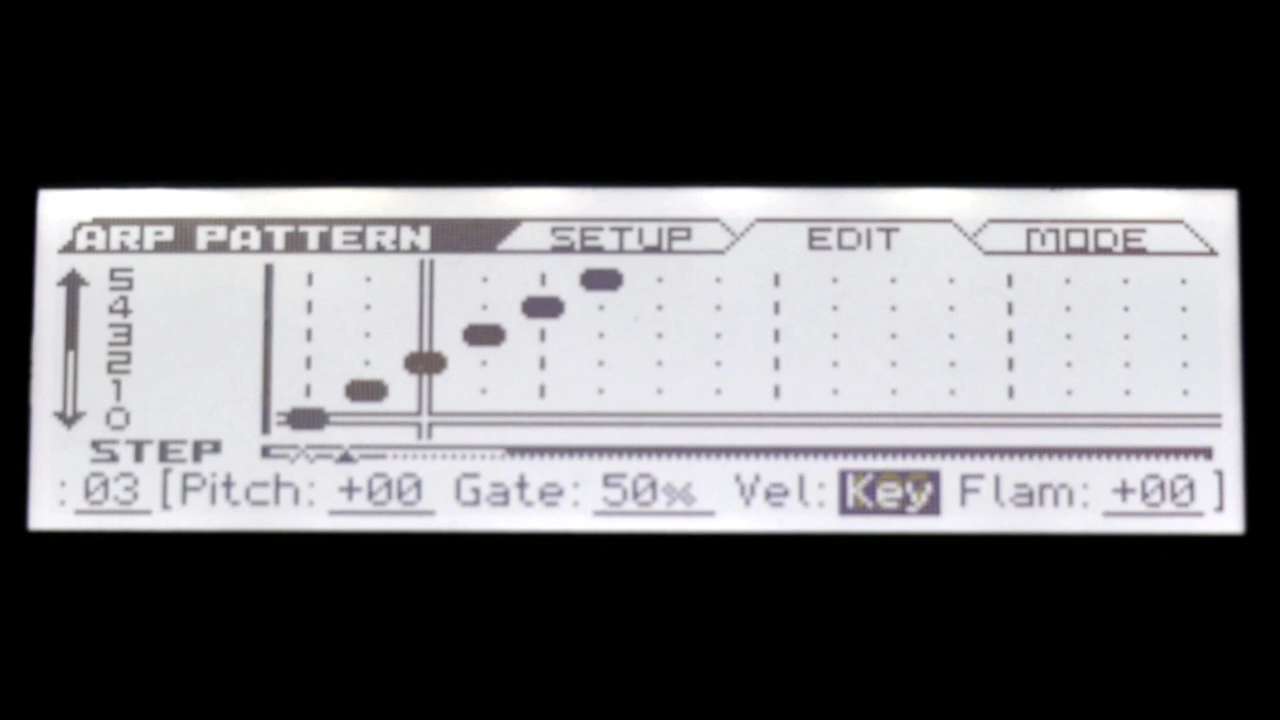 ARP PATTERN SETUP EDIT MODE
5
4
3
2
1
0
STEP
:03 [Pitch: +00 Gate: 50% Vel: Key Flam: +00 ]